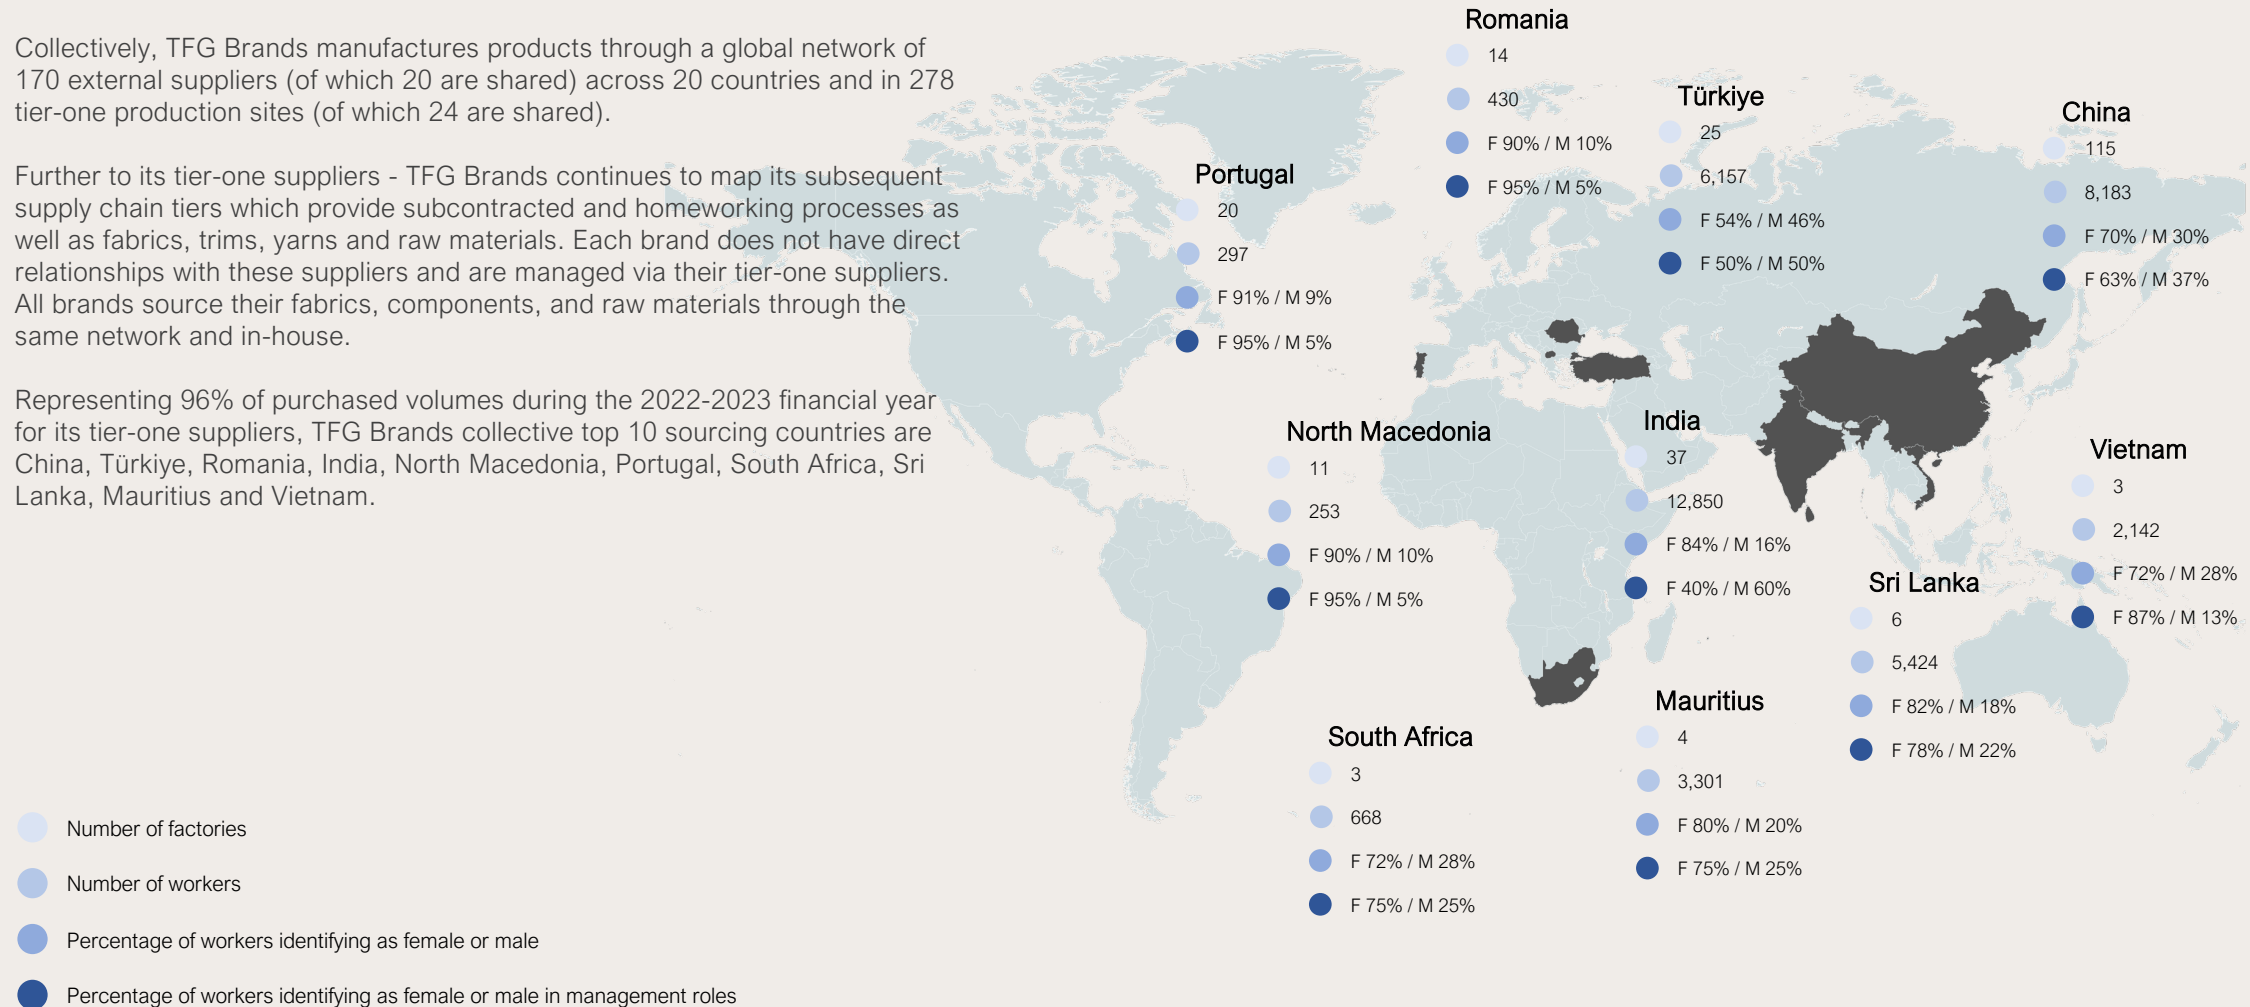 Collectively, TFG Brands manufactures products through a global network of
170 external suppliers (of which 20 are shared) across 20 countries and in 278
tier-one production sites (of which 24 are shared).
Further to its tier-one suppliers - TFG Brands continues to map its subsequent
supply chain tiers which provide subcontracted and homeworking processes as
well as fabrics, trims, yarns and raw materials. Each brand does not have direct
relationships with these suppliers and are managed via their tier-one suppliers.
All brands source their fabrics, components, and raw materials through the
same network and in-house.
Representing 96% of purchased volumes during the 2022-2023 financial year
for its tier-one suppliers, TFG Brands collective top 10 sourcing countries are
China, Türkiye, Romania, India, North Macedonia, Portugal, South Africa, Sri
Lanka, Mauritius and Vietnam.
Romania
14
430
F 90% / M 10%
F 95% / M 5%
Türkiye
25
6,157
F 54% / M 46%
F 50% / M 50%
China
115
8,183
F 70% / M 30%
F 63% / M 37%
Portugal
20
297
F 91% / M 9%
F 95% / M 5%
North Macedonia
11
253
F 90% / M 10%
F 95% / M 5%
India
37
12,850
F 84% / M 16%
F 40% / M 60%
Vietnam
3
2,142
F 72% / M 28%
F 87% / M 13%
Sri Lanka
6
5,424
F 82% / M 18%
F 78% / M 22%
Mauritius
4
3,301
F 80% / M 20%
F 75% / M 25%
South Africa
3
668
F 72% / M 28%
F 75% / M 25%
Number of factories
Number of workers
Percentage of workers identifying as female or male
Percentage of workers identifying as female or male in management roles